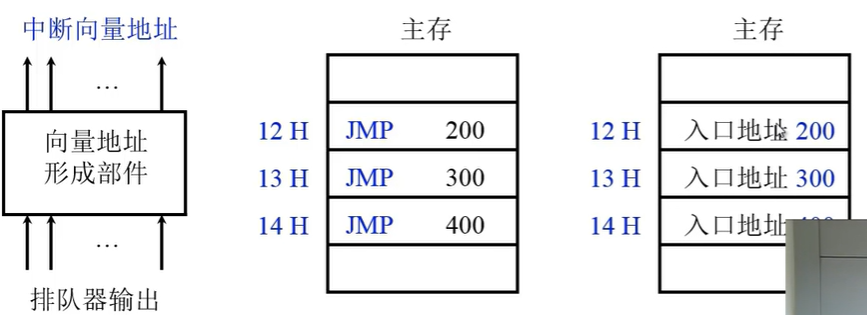 中断向量地址
…
向量地址
形成部件
…
排队器输出
主存
12 H JMP 200
13 H JMP 300
14 H JMP 400
主存
12 H 入口地址 200
13 H 入口地址 300
14 H 入口地址